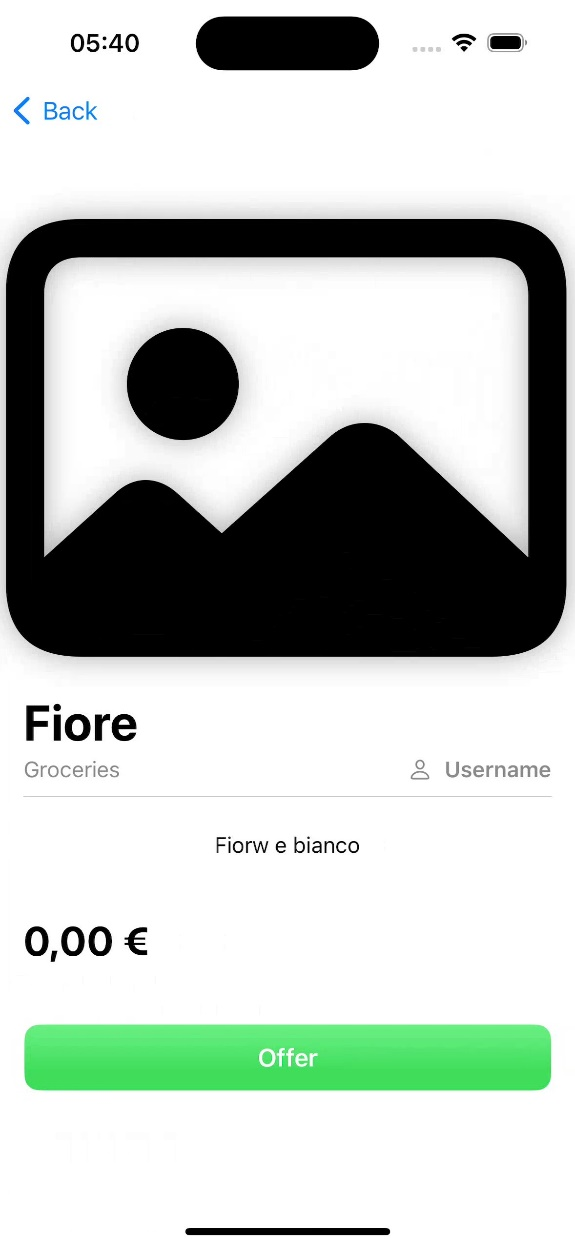 05:40
Back
Fiore
Groceries
Username
Fiorw e bianco
0,00 €
Offer